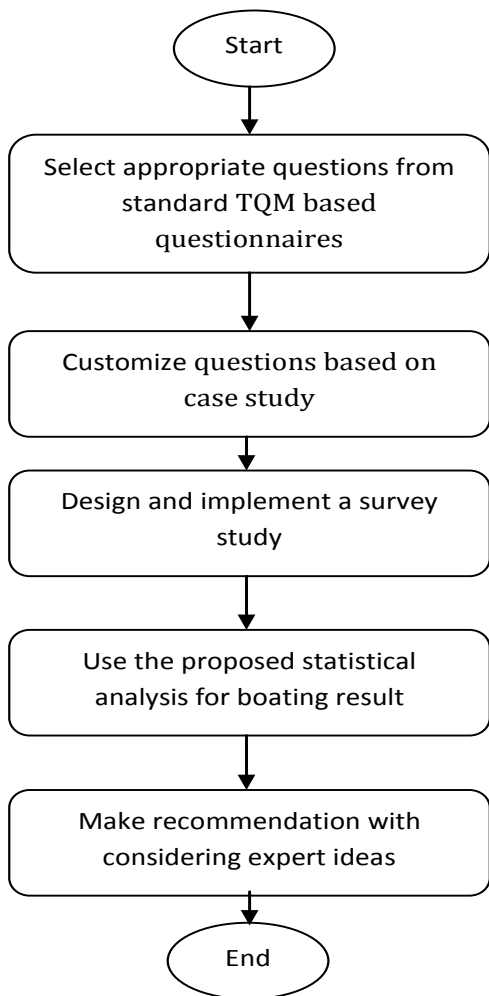 Start
Select appropriate questions from
standard TQM based
questionnaires
Customize questions based on
case study
Design and implement a survey
study
Use the proposed statistical
analysis for boating result
Make recommendation with
considering expert ideas
End